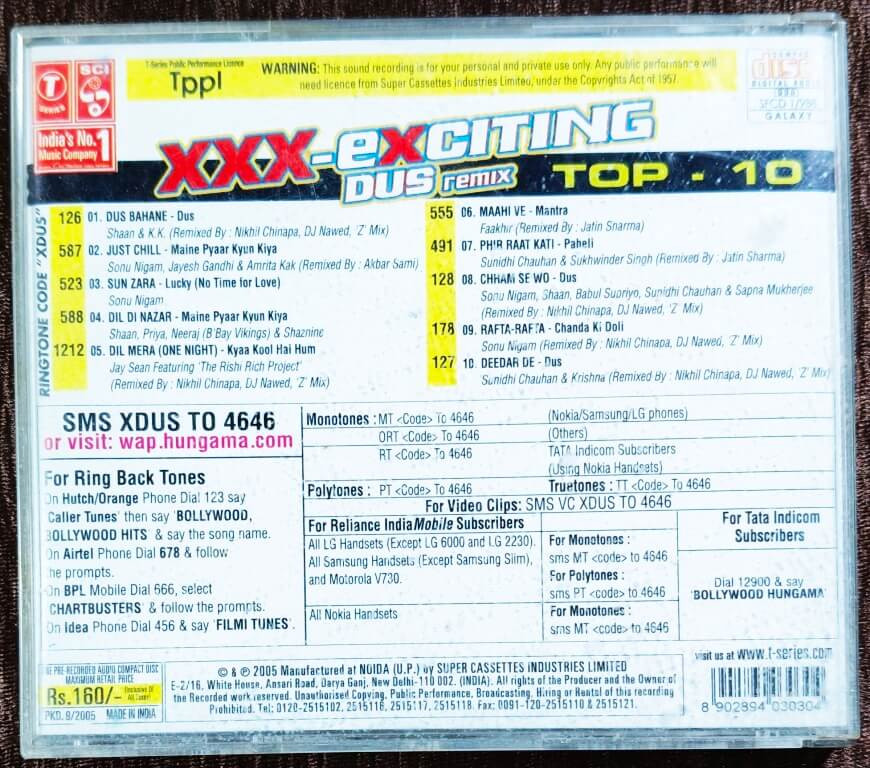 T SERIES
SCI
India's No.1
Music Company
T-Series Public Performance Licence
Tppl
WARNING: This sound recording is for your personal and private use only. Any public performance will
need licence from Super Cassettes Industries Limited, under the Copyrights Act of 1957.
COMPACT
disc
DIGITAL AUDIO
SFCD 1/988
GALAXY
XXX-eXCITING
DUS remix TOP - 10
RINGTONE CODE "XDUS"
126 01. DUS BAHANE - Dus
Shaan & K.K. (Remixed By : Nikhil Chinapa, DJ Nawed, 'Z' Mix)
587 02. JUST CHILL - Maine Pyaar Kyun Kiya
Sonu Nigam, Jayesh Gandhi & Amrita Kak (Remixed By : Akbar Sami)
523 03. SUN ZARA - Lucky (No Time for Love)
Sonu Nigam
588 04. DIL DI NAZAR - Maine Pyaar Kyun Kiya
Shaan, Priya, Neeraj (B'Bay Vikings) & Shaznine
1212 05. DIL MERA (ONE NIGHT) - Kyaa Kool Hai Hum
Jay Sean Featuring 'The Rishi Rich Project'
(Remixed By : Nikhil Chinapa, DJ Nawed, 'Z' Mix)
555 06. MAAHI VE - Mantra
Faakhir (Remixed By : Jatin Sharma)
491 07. PHIR RAAT KATI - Paheli
Sunidhi Chauhan & Sukhwinder Singh (Remixed By : Jatin Sharma)
128 08. CHHAM SE WO - Dus
Sonu Nigam, Shaan, Babul Supriyo, Sunidhi Chauhan & Sapna Mukherjee
(Remixed By : Nikhil Chinapa, DJ Nawed, 'Z' Mix)
178 09. RAFTA-RAFTA - Chanda Ki Doli
Sonu Nigam (Remixed By : Nikhil Chinapa, DJ Nawed, 'Z' Mix)
127 10. DEEDAR DE - Dus
Sunidhi Chauhan & Krishna (Remixed By : Nikhil Chinapa, DJ Nawed, 'Z' Mix)
SMS XDUS TO 4646
or visit: wap.hungama.com
For Ring Back Tones
On Hutch/Orange Phone Dial 123 say
'Caller Tunes' then say 'BOLLYWOOD,
BOLLYWOOD HITS' & say the song name.
On Airtel Phone Dial 678 & follow
the prompts.
On BPL Mobile Dial 666, select
'CHARTBUSTERS' & follow the prompts.
On Idea Phone Dial 456 & say 'FILMI TUNES'.
Monotones : MT <Code> To 4646 (Nokia/Samsung/LG phones)
ORT <Code> To 4646 (Others)
RT <Code> To 4646 TATA Indicom Subscribers
(Using Nokia Handsets)
Polytones : PT <Code> To 4646 Truetones : TT <Code> To 4646
For Video Clips: SMS VC XDUS TO 4646
For Reliance IndiaMobile Subscribers
All LG Handsets (Except LG 6000 and LG 2230).
All Samsung Handsets (Except Samsung Slim),
and Motorola V730.
All Nokia Handsets
For Monotones :
sms MT <code> to 4646
For Polytones :
sms PT <code> to 4646
For Monotones :
sms MT <code> to 4646
For Tata Indicom
Subscribers
Dial 12900 & say
'BOLLYWOOD HUNGAMA'
PRE-RECORDED AUDIO COMPACT DISC
MAXIMUM RETAIL PRICE
Rs.160/- Inclusive Of
All Taxes
PKD. 9/2005 MADE IN INDIA
© & ℗ 2005 Manufactured at NOIDA (U.P.) by SUPER CASSETTES INDUSTRIES LIMITED
E-2/16, White House, Ansari Road, Darya Ganj, New Delhi-110 002. (INDIA). All rights of the Producer and the Owner of
the Recorded work reserved. Unauthorised Copying, Public Performance, Broadcasting, Hiring or Rental of this recording
Prohibited. Tel: 0120-2515102, 2515116, 2515117, 2515118. Fax: 0091-120-2515110 & 2515121.
visit us at www.t-series.com
8 902894 030304